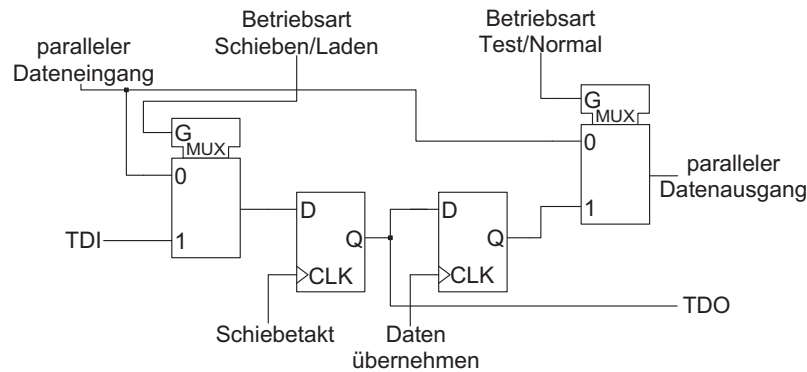 Betriebsart
Schieben/Laden
Betriebsart
Test/Normal
paralleler
Dateneingang
G
MUX
0
1
TDI
G
MUX
0
1
paralleler
Datenausgang
D
Q
CLK
D
Q
CLK
TDO
Schiebetakt
Daten
übernehmen